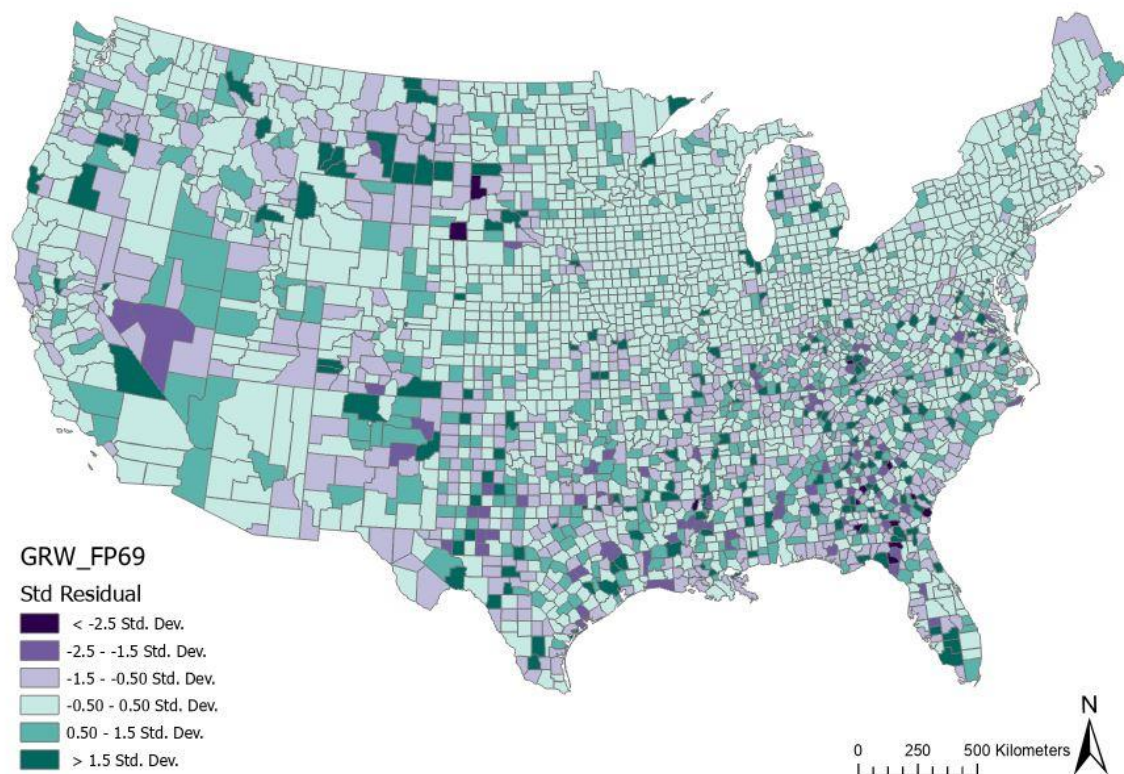 GRW_FP69
Std Residual
< -2.5 Std. Dev.
-2.5 - -1.5 Std. Dev.
-1.5 - -0.50 Std. Dev.
-0.50 - 0.50 Std. Dev.
0.50 - 1.5 Std. Dev.
> 1.5 Std. Dev.
N
0 250 500 Kilometers